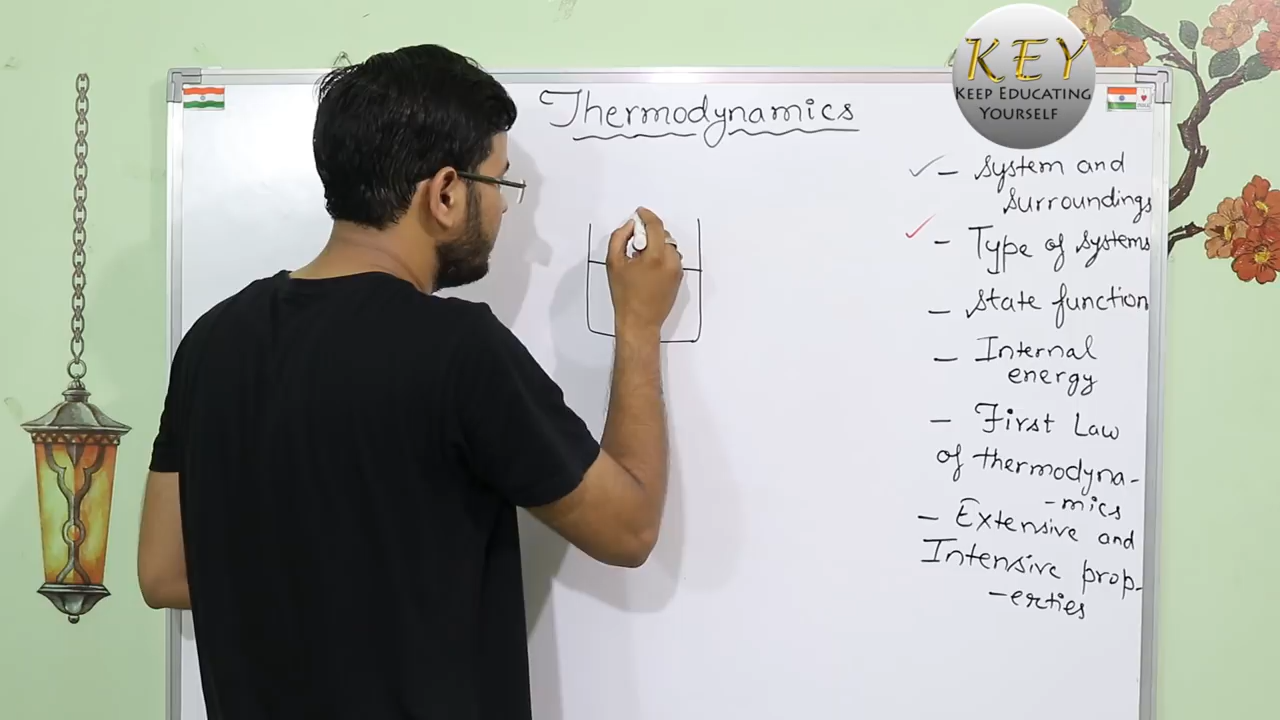 KEY
KEEP EDUCATING
YOURSELF
Thermodynamics
- System and
surroundings
- Type of systems
- State function
- Internal
energy
- First Law
of thermodyna-
-mics
- Extensive and
Intensive prop-
-erties